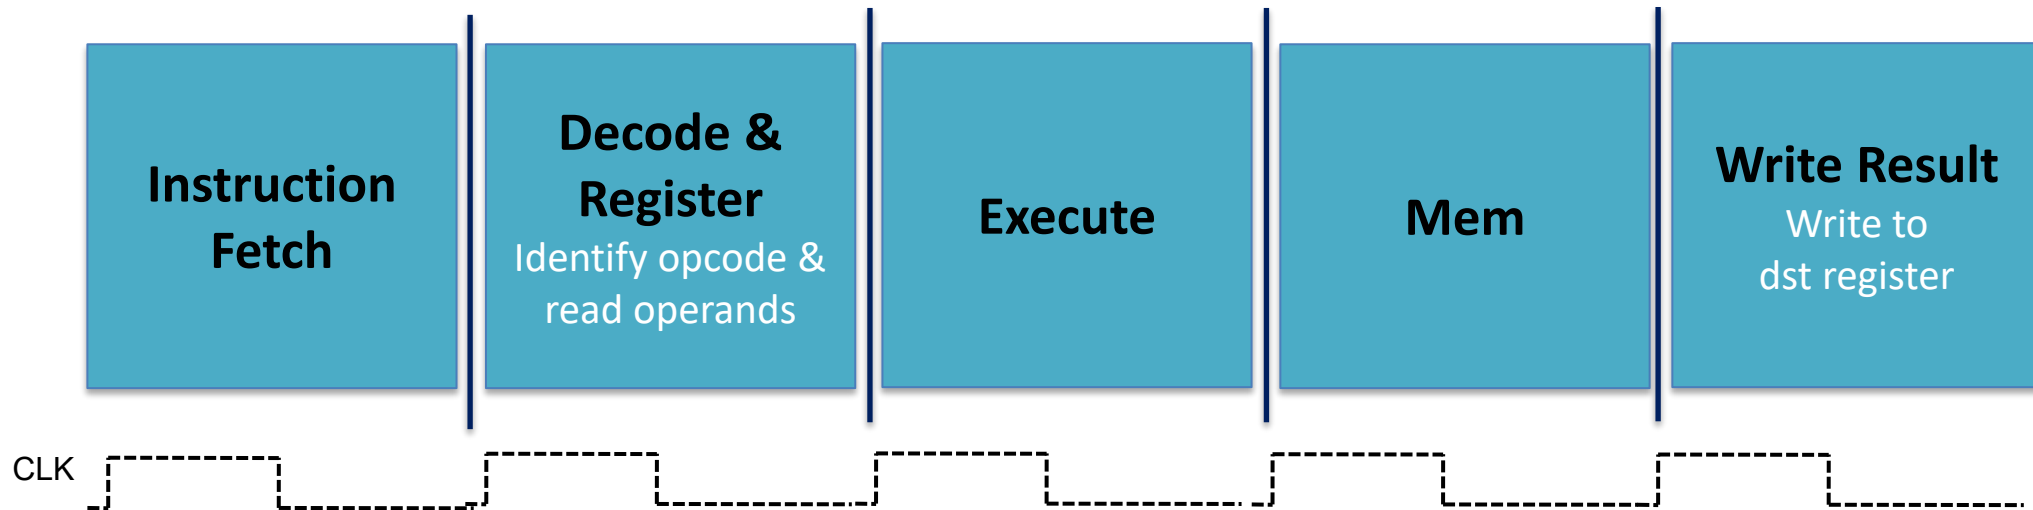 Instruction
Fetch
Decode &
Register
Identify opcode &
read operands
Execute
Mem
Write Result
Write to
dst register
CLK